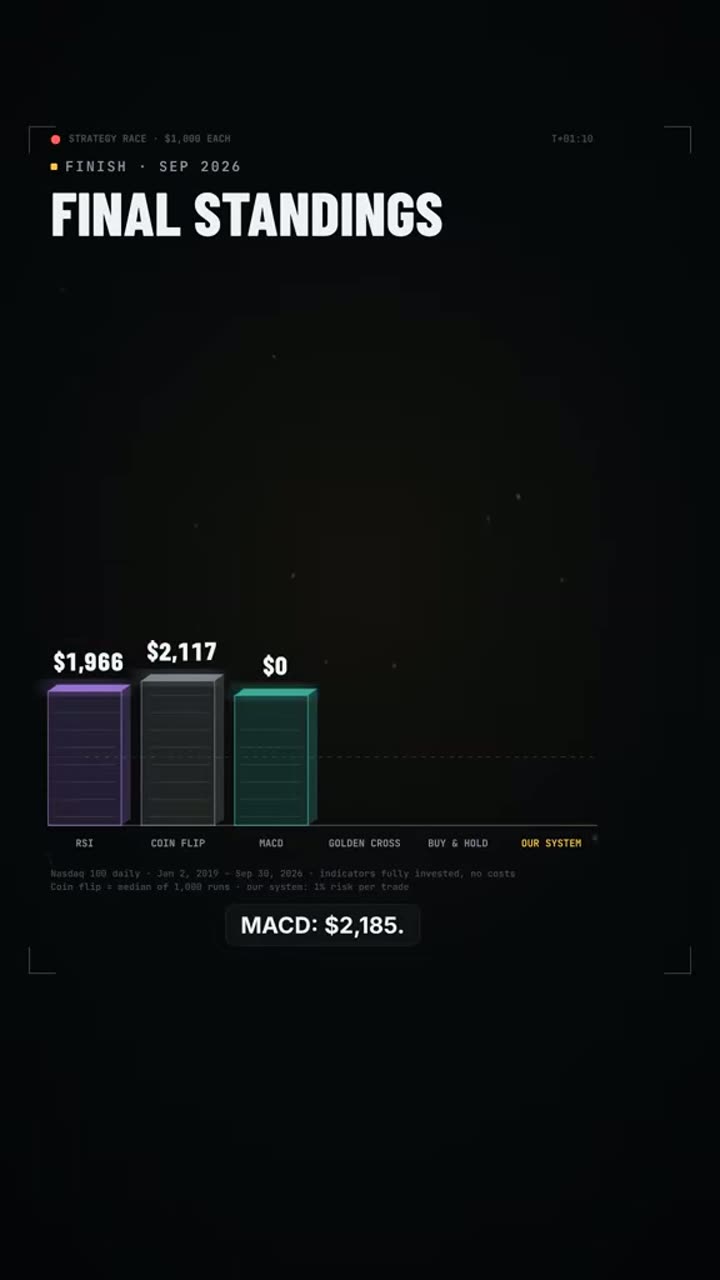 STRATEGY RACE · $1,000 EACH
T+01:10
FINISH · SEP 2026
FINAL STANDINGS
$1,966
$2,117
$0
RSI
COIN FLIP
MACD
GOLDEN CROSS
BUY & HOLD
OUR SYSTEM
Nasdaq 100 daily · Jan 2, 2019 – Sep 30, 2026 · indicators fully invested, no costs
Coin flip = median of 1,000 runs · our system: 1% risk per trade
MACD: $2,185.